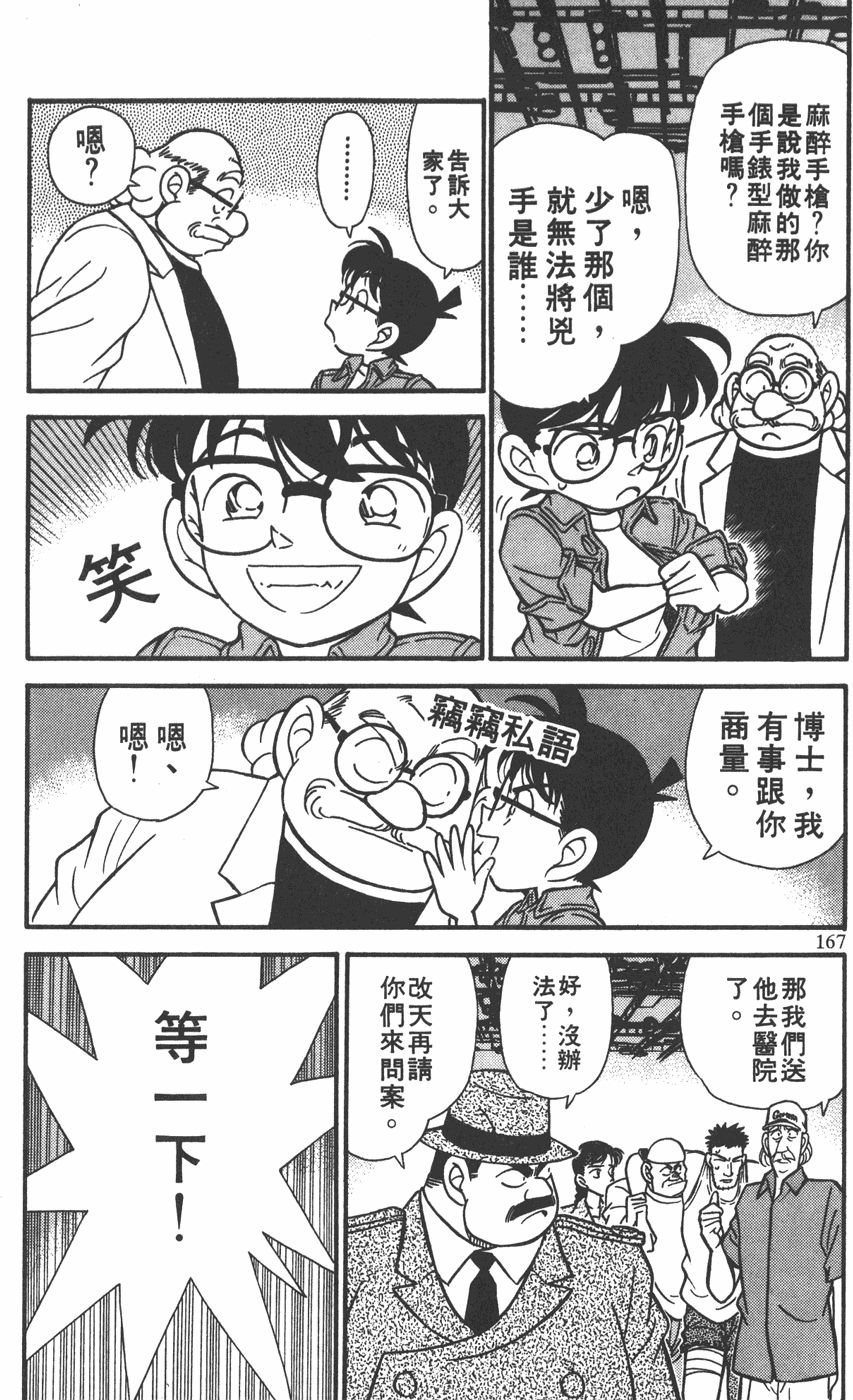 麻醉手槍？你
是說我做的那
個手錶型麻醉
手槍嗎？
嗯，
少了那個，
就無法將兇
手是誰……
告訴大
家了。
……
嗯？
笑
博士，我
有事跟你
商量。
竊竊私語
嗯、
嗯！
167
那我們送
他去醫院
了。
好，沒辦
法了……
改天再請
你們來問案。
等一下！